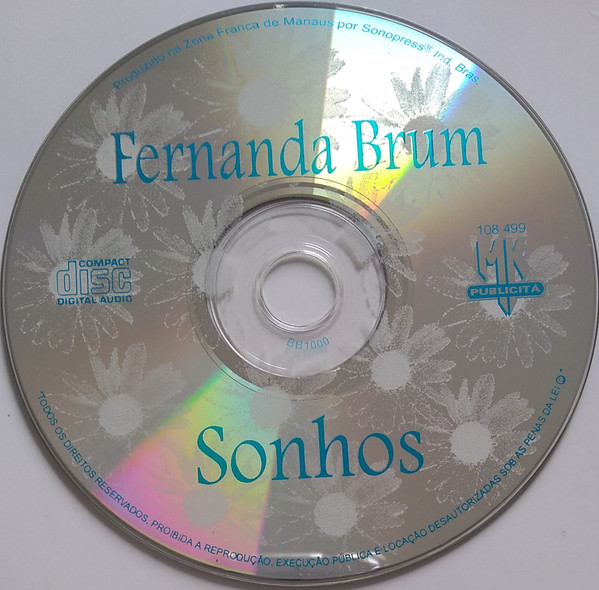 Produzido na Zona Franca de Manaus por Sonopress® Ind. Bras.
Fernanda Brum
COMPACT
disc
DIGITAL AUDIO
108.499
MK
PUBLICITÁ
BB1000
Sonhos
"TODOS OS DIREITOS RESERVADOS, PROIBIDA A REPRODUÇÃO, EXECUÇÃO PÚBLICA E LOCAÇÃO DESAUTORIZADAS SOB AS PENAS DA LEI ©"